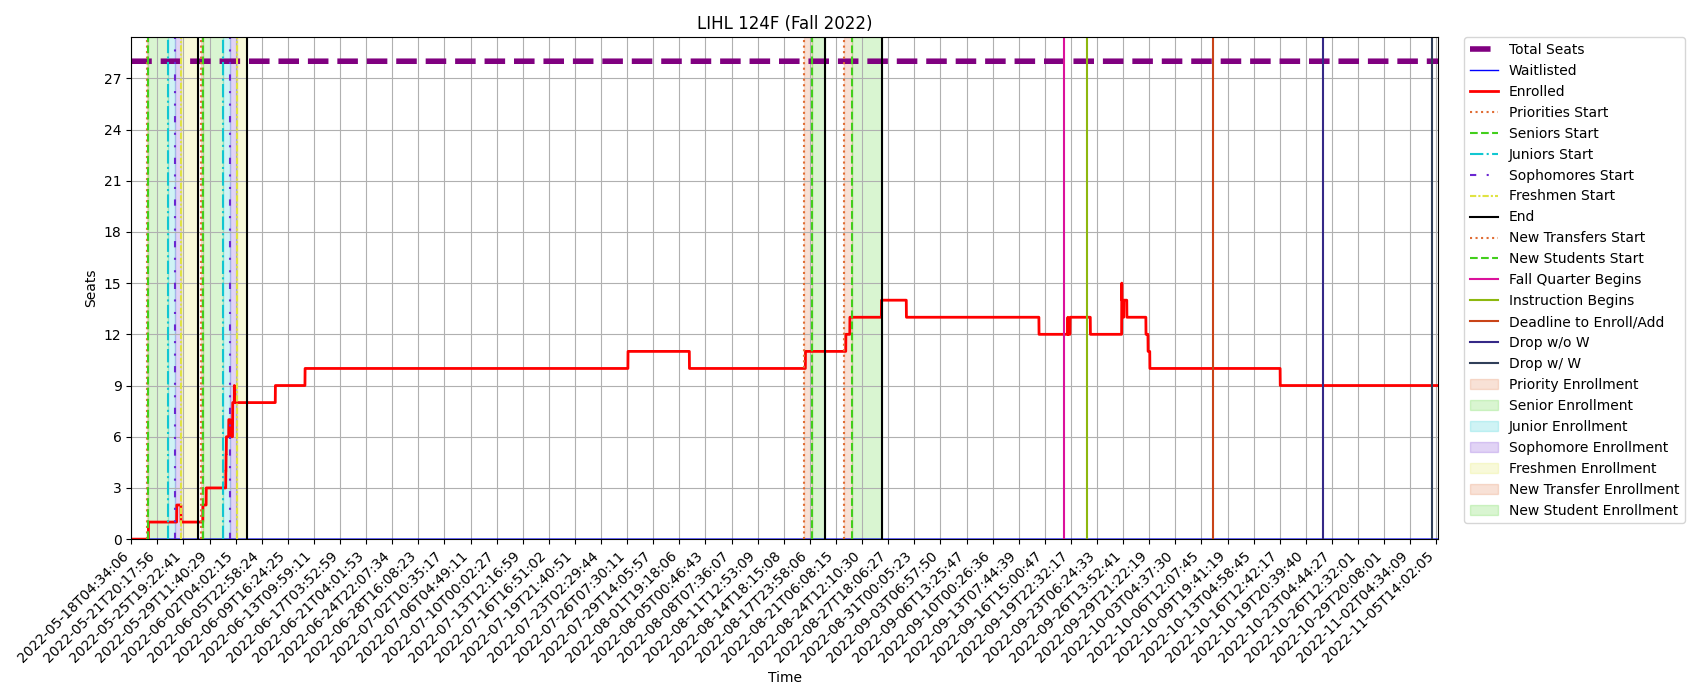 LIHL 124F (Fall 2022)
Seats
27
24
21
18
15
12
9
6
3
0
2022-05-18T04:34:06
2022-05-21T20:17:56
2022-05-25T19:22:41
2022-05-29T11:40:29
2022-06-02T04:02:15
2022-06-05T22:58:24
2022-06-09T16:24:25
2022-06-13T09:59:11
2022-06-17T03:52:59
2022-06-21T04:01:53
2022-06-24T22:07:34
2022-06-28T16:08:23
2022-07-02T10:35:17
2022-07-06T04:49:11
2022-07-10T00:02:27
2022-07-13T12:16:59
2022-07-16T16:51:02
2022-07-19T21:40:51
2022-07-23T02:29:44
2022-07-26T07:30:11
2022-07-29T14:05:57
2022-08-01T19:18:06
2022-08-05T00:46:43
2022-08-08T07:36:07
2022-08-11T12:53:09
2022-08-14T18:15:08
2022-08-17T23:58:06
2022-08-21T06:08:15
2022-08-24T12:10:30
2022-08-27T18:06:27
2022-08-31T00:05:23
2022-09-03T06:57:50
2022-09-06T13:25:47
2022-09-10T00:26:36
2022-09-13T07:44:39
2022-09-16T15:00:47
2022-09-19T22:32:17
2022-09-23T06:24:33
2022-09-26T13:52:41
2022-09-29T21:22:19
2022-10-03T04:37:30
2022-10-06T12:07:45
2022-10-09T19:41:19
2022-10-13T04:58:45
2022-10-16T12:42:17
2022-10-19T20:39:40
2022-10-23T04:44:27
2022-10-26T12:32:01
2022-10-29T20:08:01
2022-11-02T04:34:09
2022-11-05T14:02:05
Time
Total Seats
Waitlisted
Enrolled
Priorities Start
Seniors Start
Juniors Start
Sophomores Start
Freshmen Start
End
New Transfers Start
New Students Start
Fall Quarter Begins
Instruction Begins
Deadline to Enroll/Add
Drop w/o W
Drop w/ W
Priority Enrollment
Senior Enrollment
Junior Enrollment
Sophomore Enrollment
Freshmen Enrollment
New Transfer Enrollment
New Student Enrollment